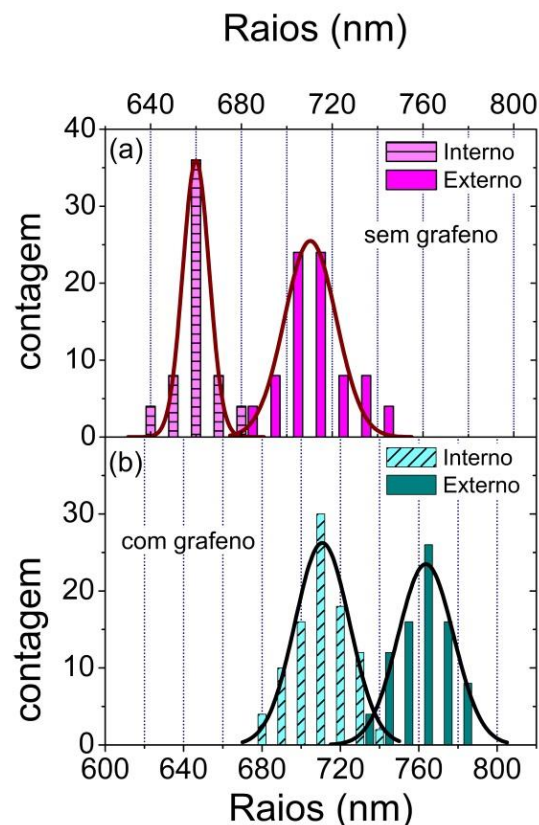 Raios (nm)
640 680 720 760 800
40
(a)
Interno
Externo
30
sem grafeno
20
contagem
10
0
(b)
Interno
Externo
30
com grafeno
20
contagem
10
0
600 640 680 720 760 800
Raios (nm)